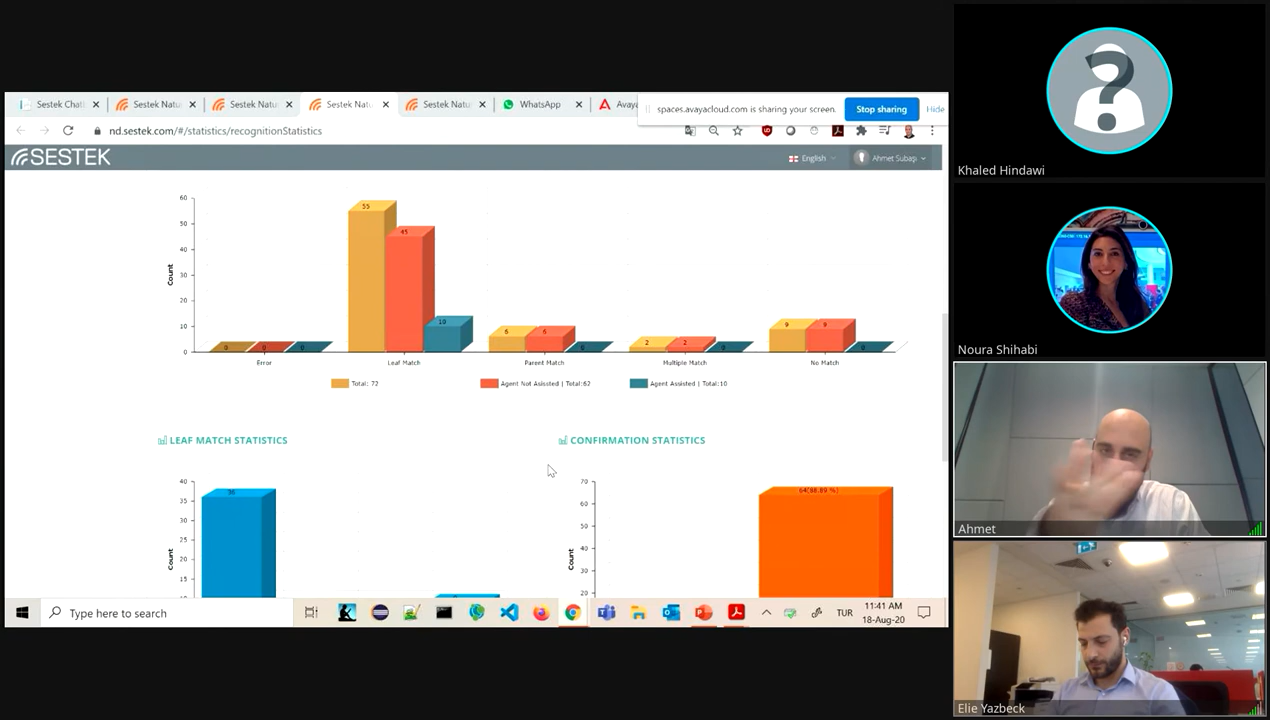 Sestek Chat
Sestek Natu
Sestek Natu
Sestek Natu
Sestek Natu
WhatsApp
Avaya
spaces.avayacloud.com is sharing your screen.
Stop sharing
Hide
nd.sestek.com/#/statistics/recognitionStatistics
SESTEK
English
Ahmet Subaşı
60
50
40
30
20
10
0
Count
0 0 0
55 45 10
6 6 0
2 2 0
9 9 0
Error
Leaf Match
Parent Match
Multiple Match
No Match
Total: 72
Agent Not Asissted | Total:62
Agent Assisted | Total:10
LEAF MATCH STATISTICS
40
35
30
25
20
15
10
Count
36
CONFIRMATION STATISTICS
70
60
50
40
30
20
Count
64(88.89 %)
Type here to search
TUR
11:41 AM
18-Aug-20
?
Khaled Hindawi
Noura Shihabi
Ahmet
Elie Yazbeck